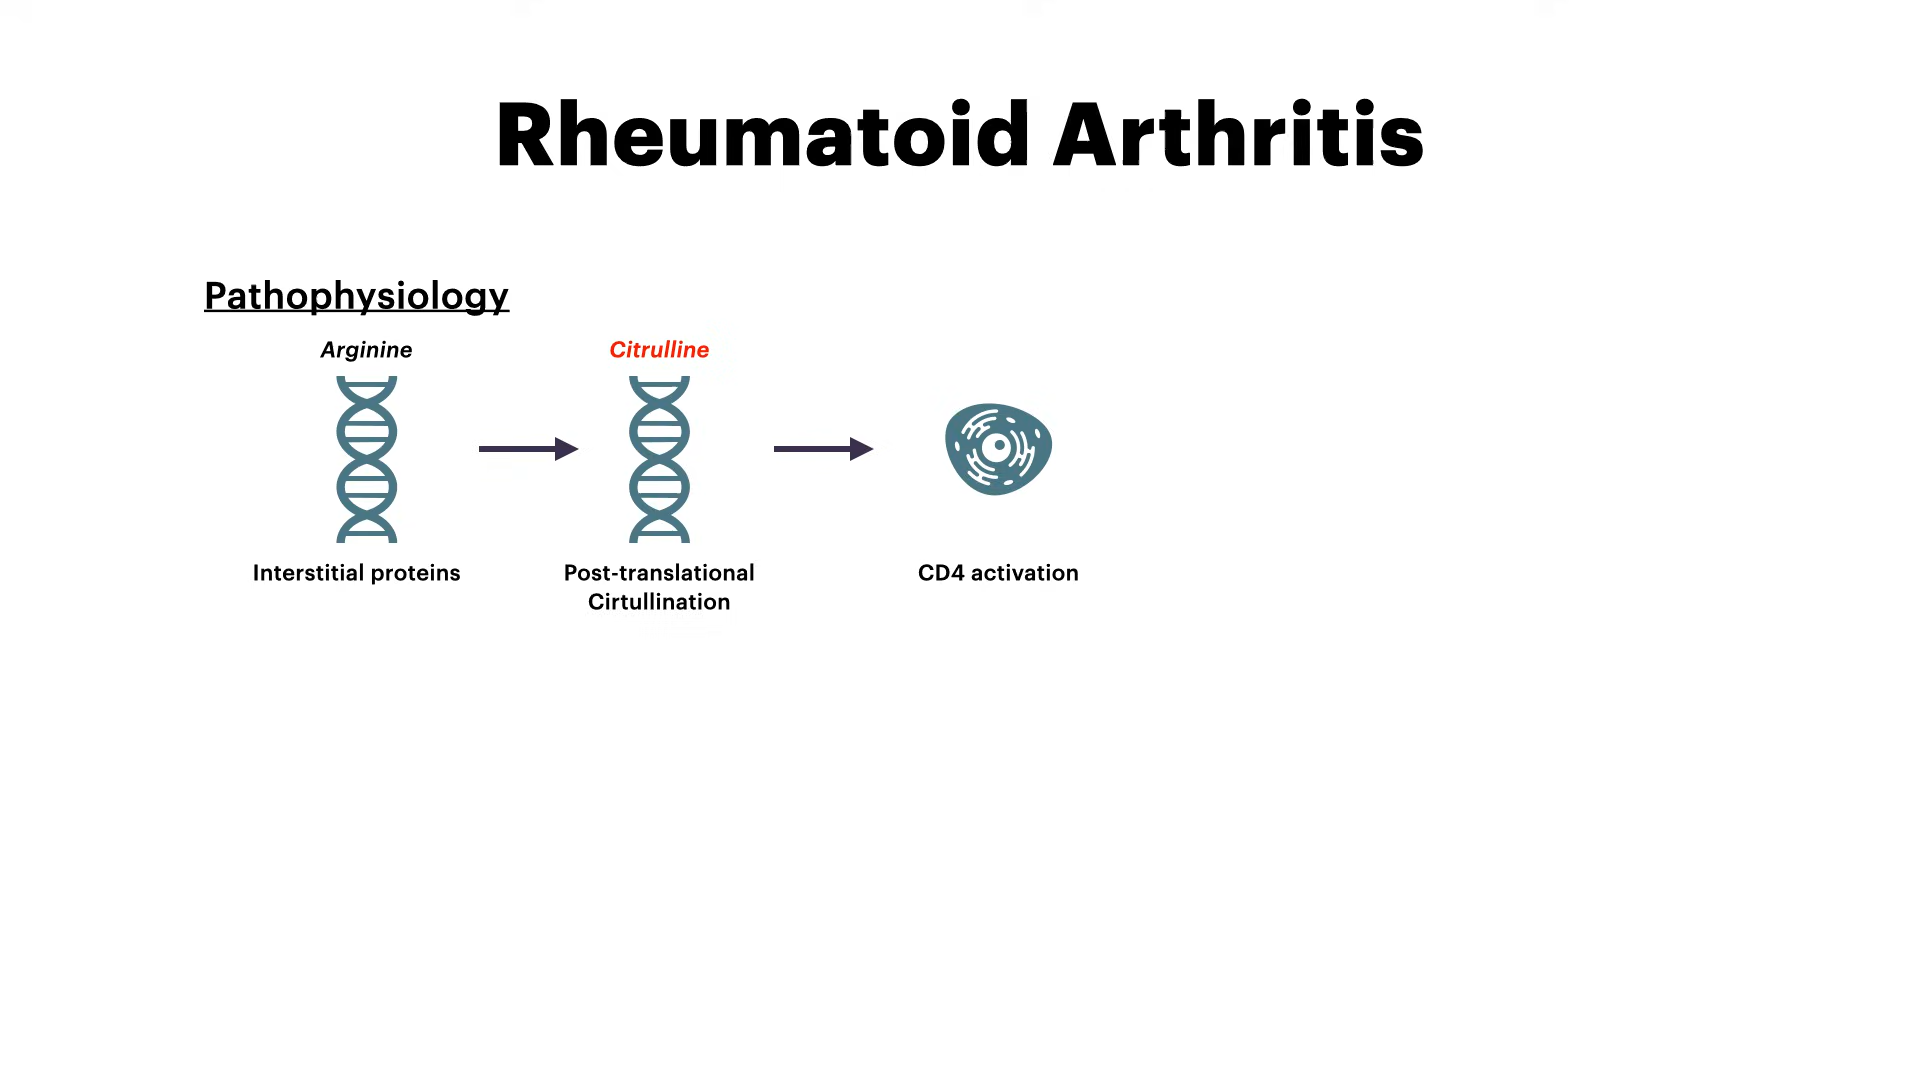 Rheumatoid Arthritis
Pathophysiology
Arginine
Citrulline
Interstitial proteins
Post-translational
Cirtullination
CD4 activation